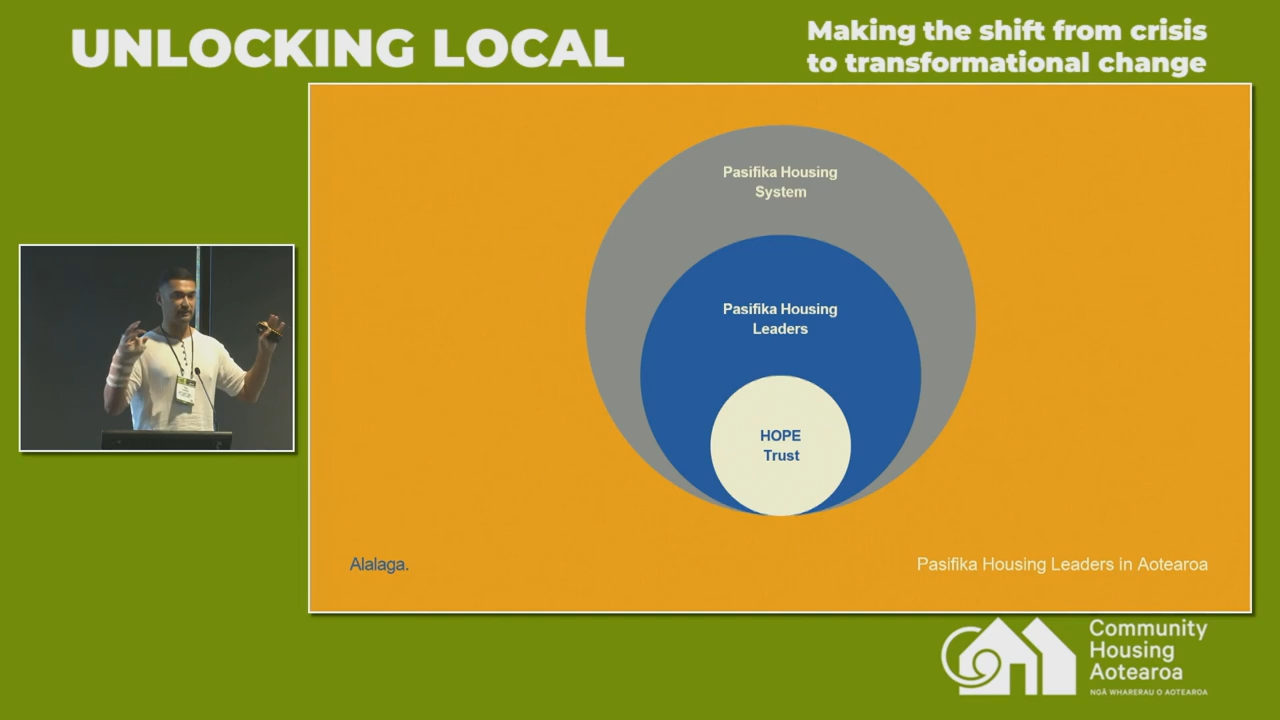 UNLOCKING LOCAL
Making the shift from crisis
to transformational change
Pasifika Housing
System
Pasifika Housing
Leaders
HOPE
Trust
Alalaga.
Pasifika Housing Leaders in Aotearoa
Community
Housing
Aotearoa
NGĀ WHARERAU O AOTEAROA